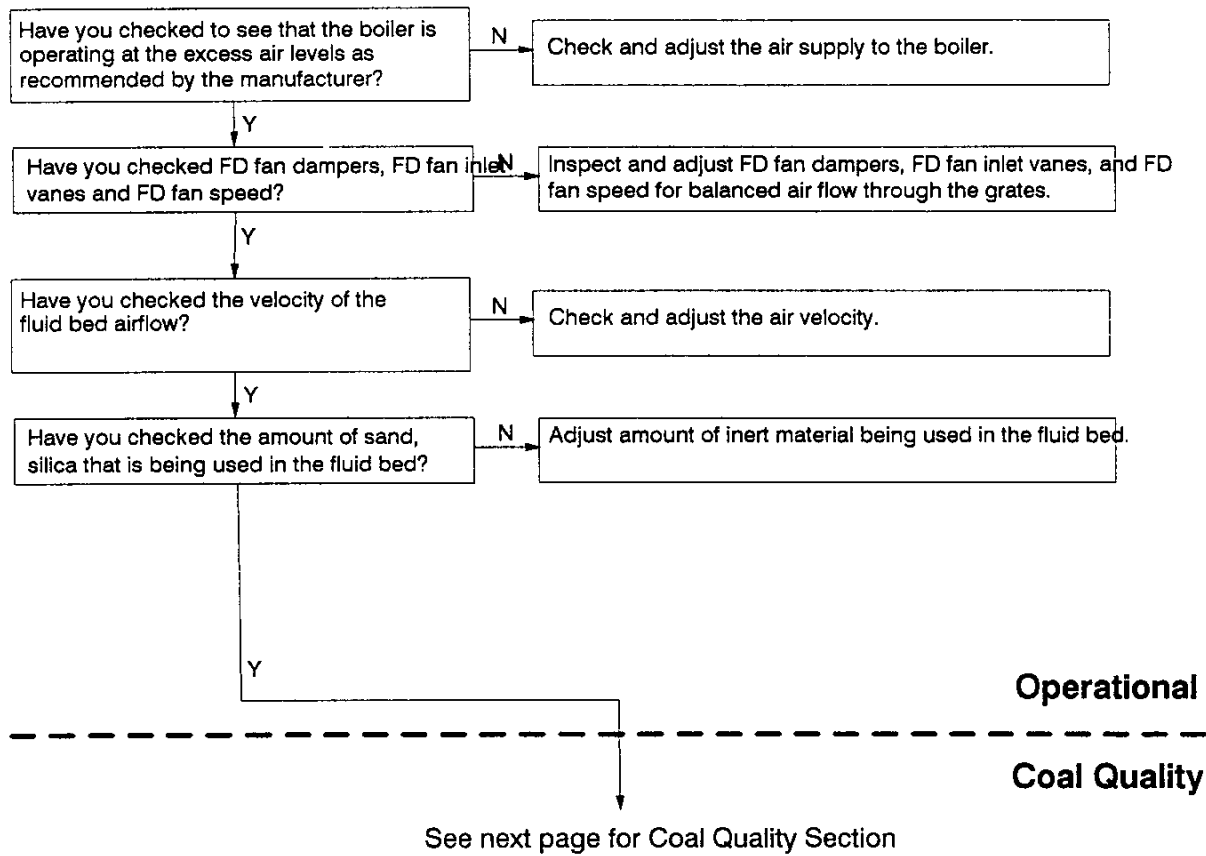 Have you checked to see that the boiler is
operating at the excess air levels as
recommended by the manufacturer?
N
Check and adjust the air supply to the boiler.
Y
Have you checked FD fan dampers, FD fan inlet
vanes and FD fan speed?
N
Inspect and adjust FD fan dampers, FD fan inlet vanes, and FD
fan speed for balanced air flow through the grates.
Y
Have you checked the velocity of the
fluid bed airflow?
N
Check and adjust the air velocity.
Y
Have you checked the amount of sand,
silica that is being used in the fluid bed?
N
Adjust amount of inert material being used in the fluid bed.
Y
Operational
Coal Quality
See next page for Coal Quality Section